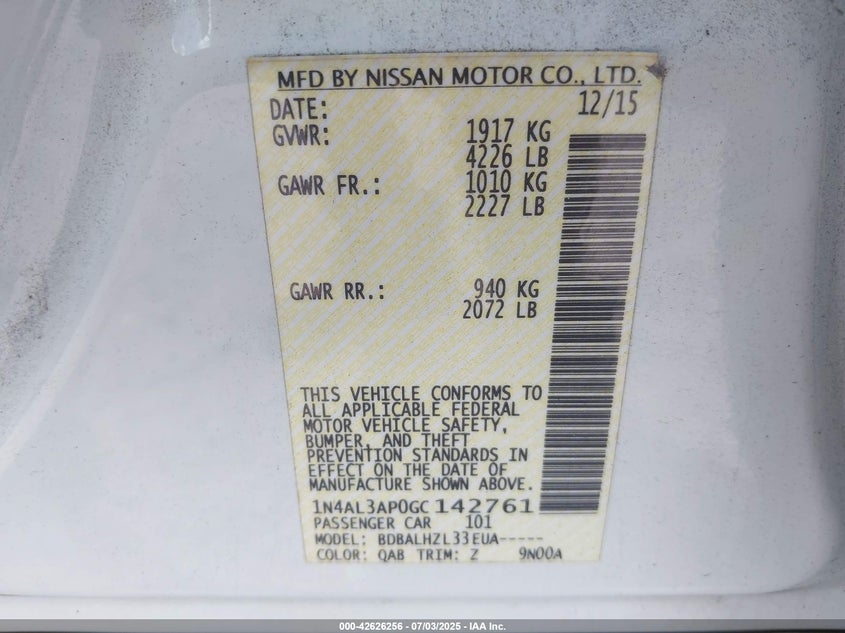 MFD BY NISSAN MOTOR CO., LTD.
DATE: 12/15
GVWR: 1917 KG
4226 LB
GAWR FR.: 1010 KG
2227 LB
GAWR RR.: 940 KG
2072 LB
THIS VEHICLE CONFORMS TO
ALL APPLICABLE FEDERAL
MOTOR VEHICLE SAFETY,
BUMPER, AND THEFT
PREVENTION STANDARDS IN
EFFECT ON THE DATE OF
MANUFACTURE SHOWN ABOVE.
1N4AL3AP0GC142761
PASSENGER CAR 101
MODEL: BDBALHZL33EUA-----
COLOR: QAB TRIM: Z 9N00A
000-42626256 - 07/03/2025 - IAA Inc.